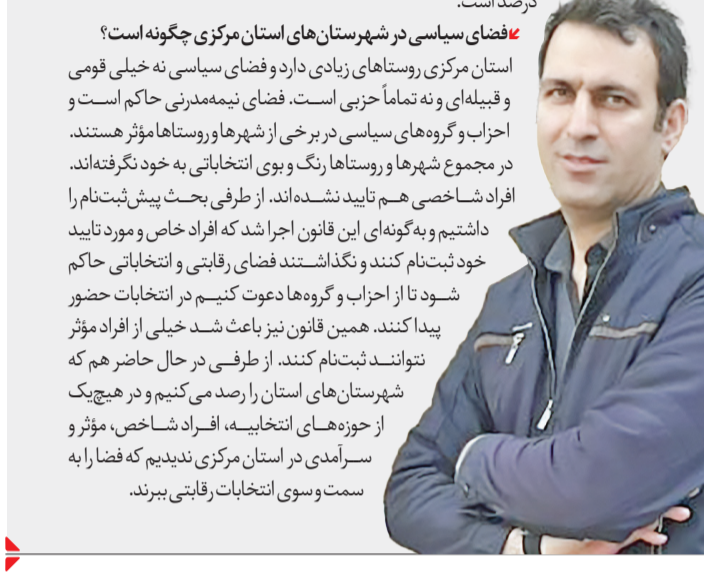 درصد است.
فضای سیاسی در شهرستان‌های استان مرکزی چگونه است؟
استان مرکزی روستاهای زیادی دارد و فضای سیاسی نه خیلی قومی
و قبیله‌ای و نه تماماً حزبی است. فضای نیمه‌مدرنی حاکم است و
احزاب و گروه‌های سیاسی در برخی از شهرها و روستاها مؤثر هستند.
در مجموع شهرها و روستاها رنگ و بوی انتخاباتی به خود نگرفته‌اند.
افراد شاخصی هم تایید نشده‌اند. از طرفی بحث پیش‌ثبت‌نام را
داشتیم و به‌گونه‌ای این قانون اجرا شد که افراد خاص و مورد تایید
خود ثبت‌نام کنند و نگذاشتند فضای رقابتی و انتخاباتی حاکم
شود تا از احزاب و گروه‌ها دعوت کنیم در انتخابات حضور
پیدا کنند. همین قانون نیز باعث شد خیلی از افراد مؤثر
نتوانند ثبت‌نام کنند. از طرفی در حال حاضر هم که
شهرستان‌های استان را رصد می‌کنیم و در هیچ‌یک
از حوزه‌های انتخابیه، افراد شاخص، مؤثر و
سرآمدی در استان مرکزی ندیدیم که فضا را به
سمت و سوی انتخابات رقابتی ببرند.